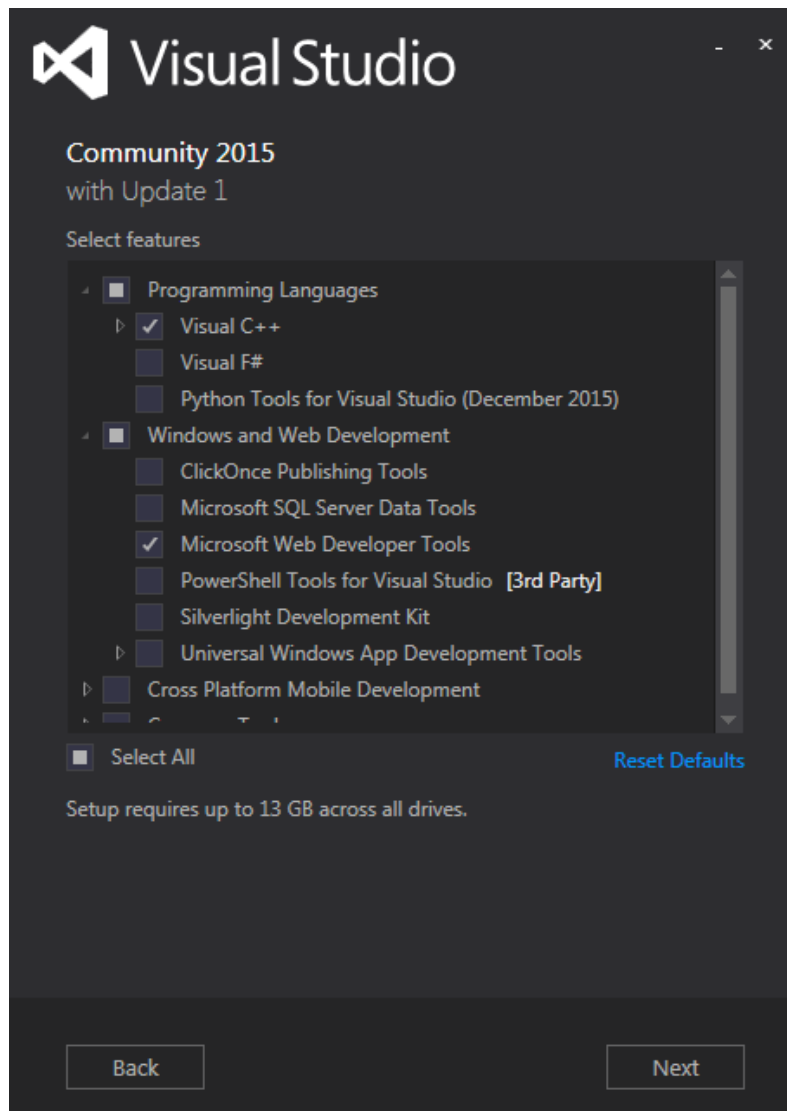 Visual Studio
Community 2015
with Update 1
Select features
Programming Languages
Visual C++
Visual F#
Python Tools for Visual Studio (December 2015)
Windows and Web Development
ClickOnce Publishing Tools
Microsoft SQL Server Data Tools
Microsoft Web Developer Tools
PowerShell Tools for Visual Studio [3rd Party]
Silverlight Development Kit
Universal Windows App Development Tools
Cross Platform Mobile Development
Select All Reset Defaults
Setup requires up to 13 GB across all drives.
Back Next